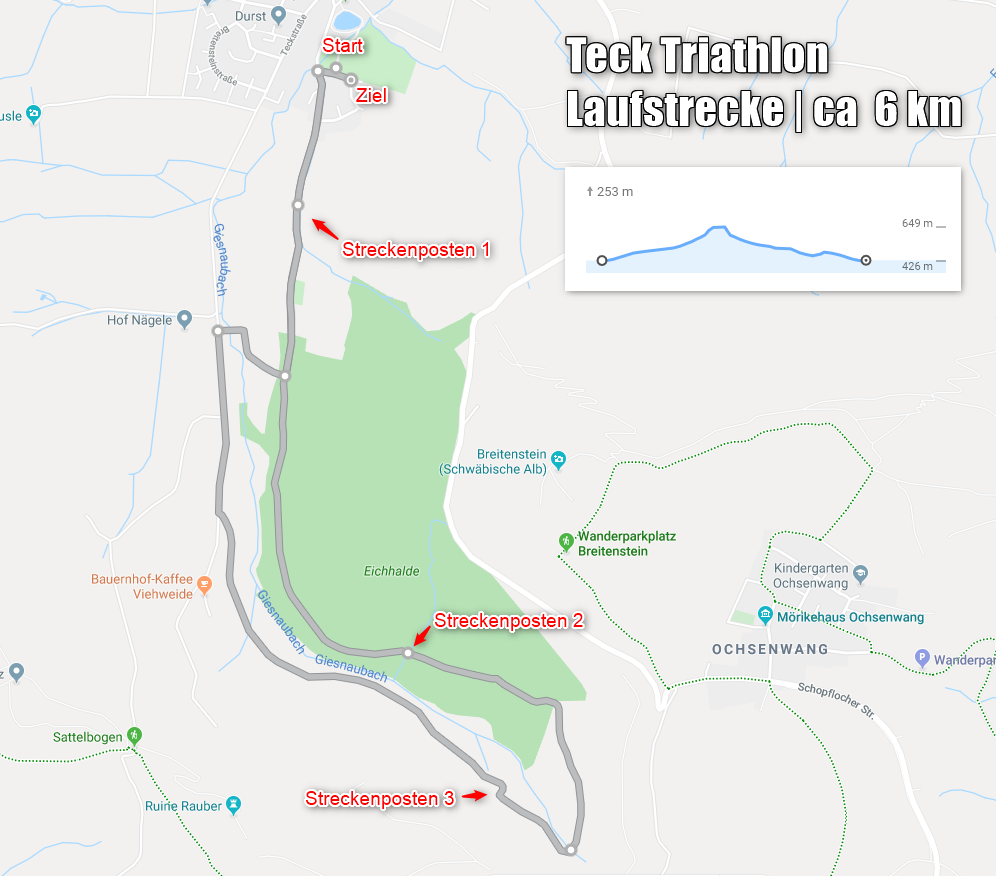 Durst
Teckstraße
Breitensteinstraße
Start
Ziel
Teck Triathlon
Laufstrecke | ca 6 km
usle
253 m
649 m
426 m
Streckenposten 1
Giesnaubach
Hof Nägele
Breitenstein
(Schwäbische Alb)
Wanderparkplatz
Breitenstein
Eichhalde
Kindergarten
Ochsenwang
Bauernhof-Kaffee
Viehweide
Giesnaubach
Streckenposten 2
Mörikehaus Ochsenwang
OCHSENWANG
Giesnaubach
P
Wanderpar
z
Schopflocher Str.
Sattelbogen
Streckenposten 3
Ruine Rauber